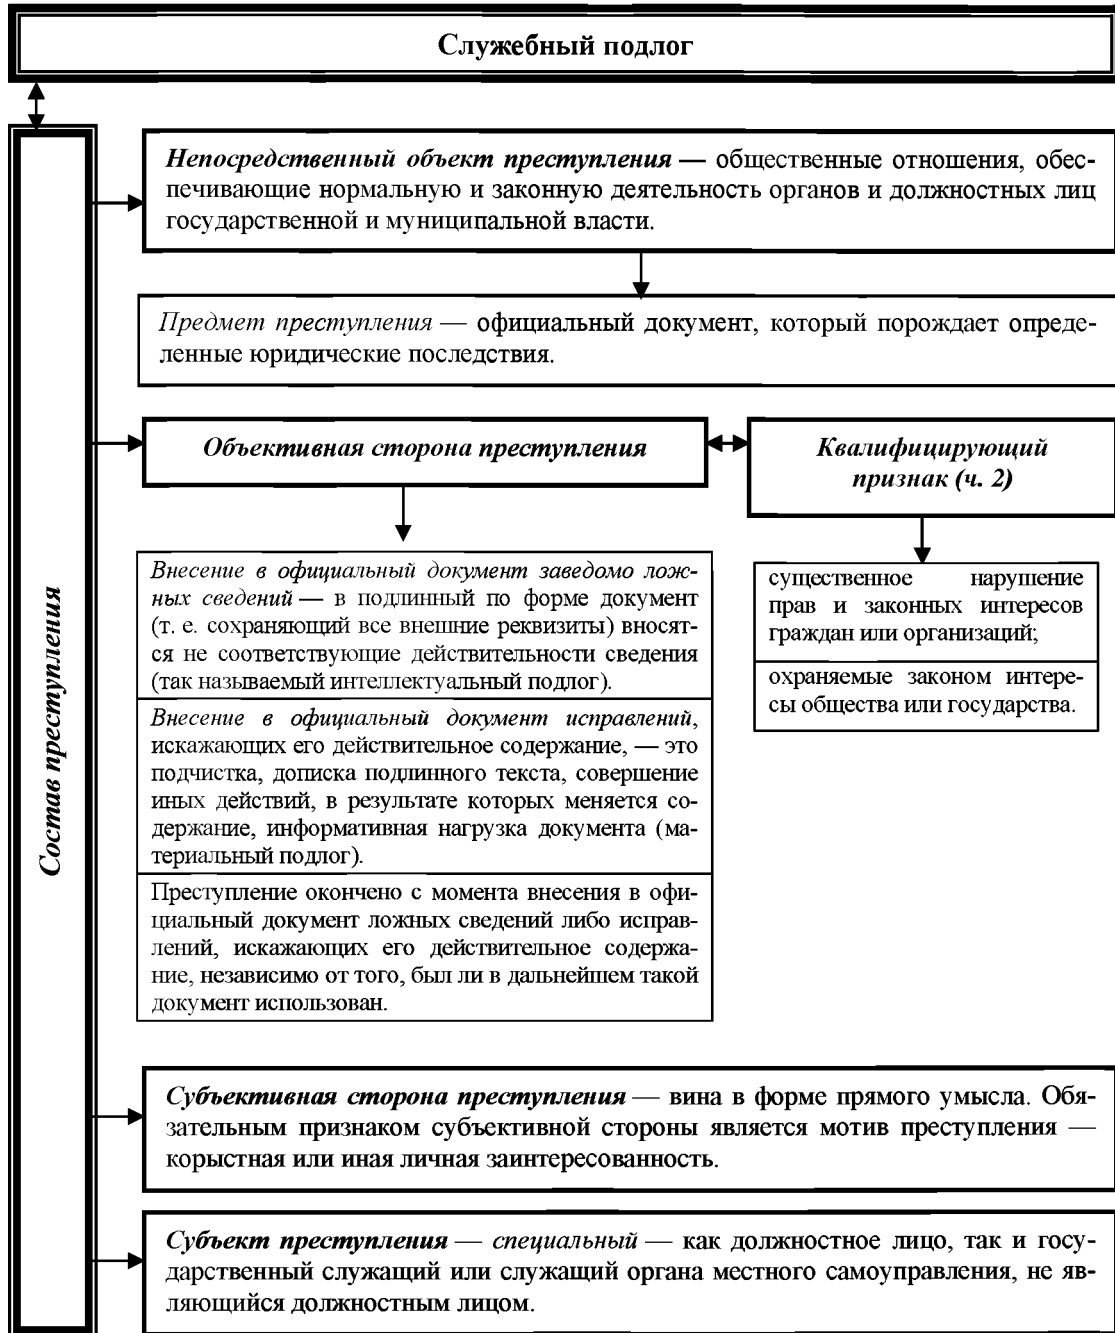 Служебный подлог
Состав преступления
Непосредственный объект преступления — общественные отношения, обес-
печивающие нормальную и законную деятельность органов и должностных лиц
государственной и муниципальной власти.
Предмет преступления — официальный документ, который порождает опреде-
ленные юридические последствия.
Объективная сторона преступления
Квалифицирующий
признак (ч. 2)
Внесение в официальный документ заведомо лож-
ных сведений — в подлинный по форме документ
(т. е. сохраняющий все внешние реквизиты) вносят-
ся не соответствующие действительности сведения
(так называемый интеллектуальный подлог).
Внесение в официальный документ исправлений,
искажающих его действительное содержание, — это
подчистка, дописка подлинного текста, совершение
иных действий, в результате которых меняется со-
держание, информативная нагрузка документа (ма-
териальный подлог).
Преступление окончено с момента внесения в офи-
циальный документ ложных сведений либо исправ-
лений, искажающих его действительное содержа-
ние, независимо от того, был ли в дальнейшем такой
документ использован.
существенное нарушение
прав и законных интересов
граждан или организаций;
охраняемые законом интере-
сы общества или государства.
Субъективная сторона преступления — вина в форме прямого умысла. Обя-
зательным признаком субъективной стороны является мотив преступления —
корыстная или иная личная заинтересованность.
Субъект преступления — специальный — как должностное лицо, так и госу-
дарственный служащий или служащий органа местного самоуправления, не яв-
ляющийся должностным лицом.